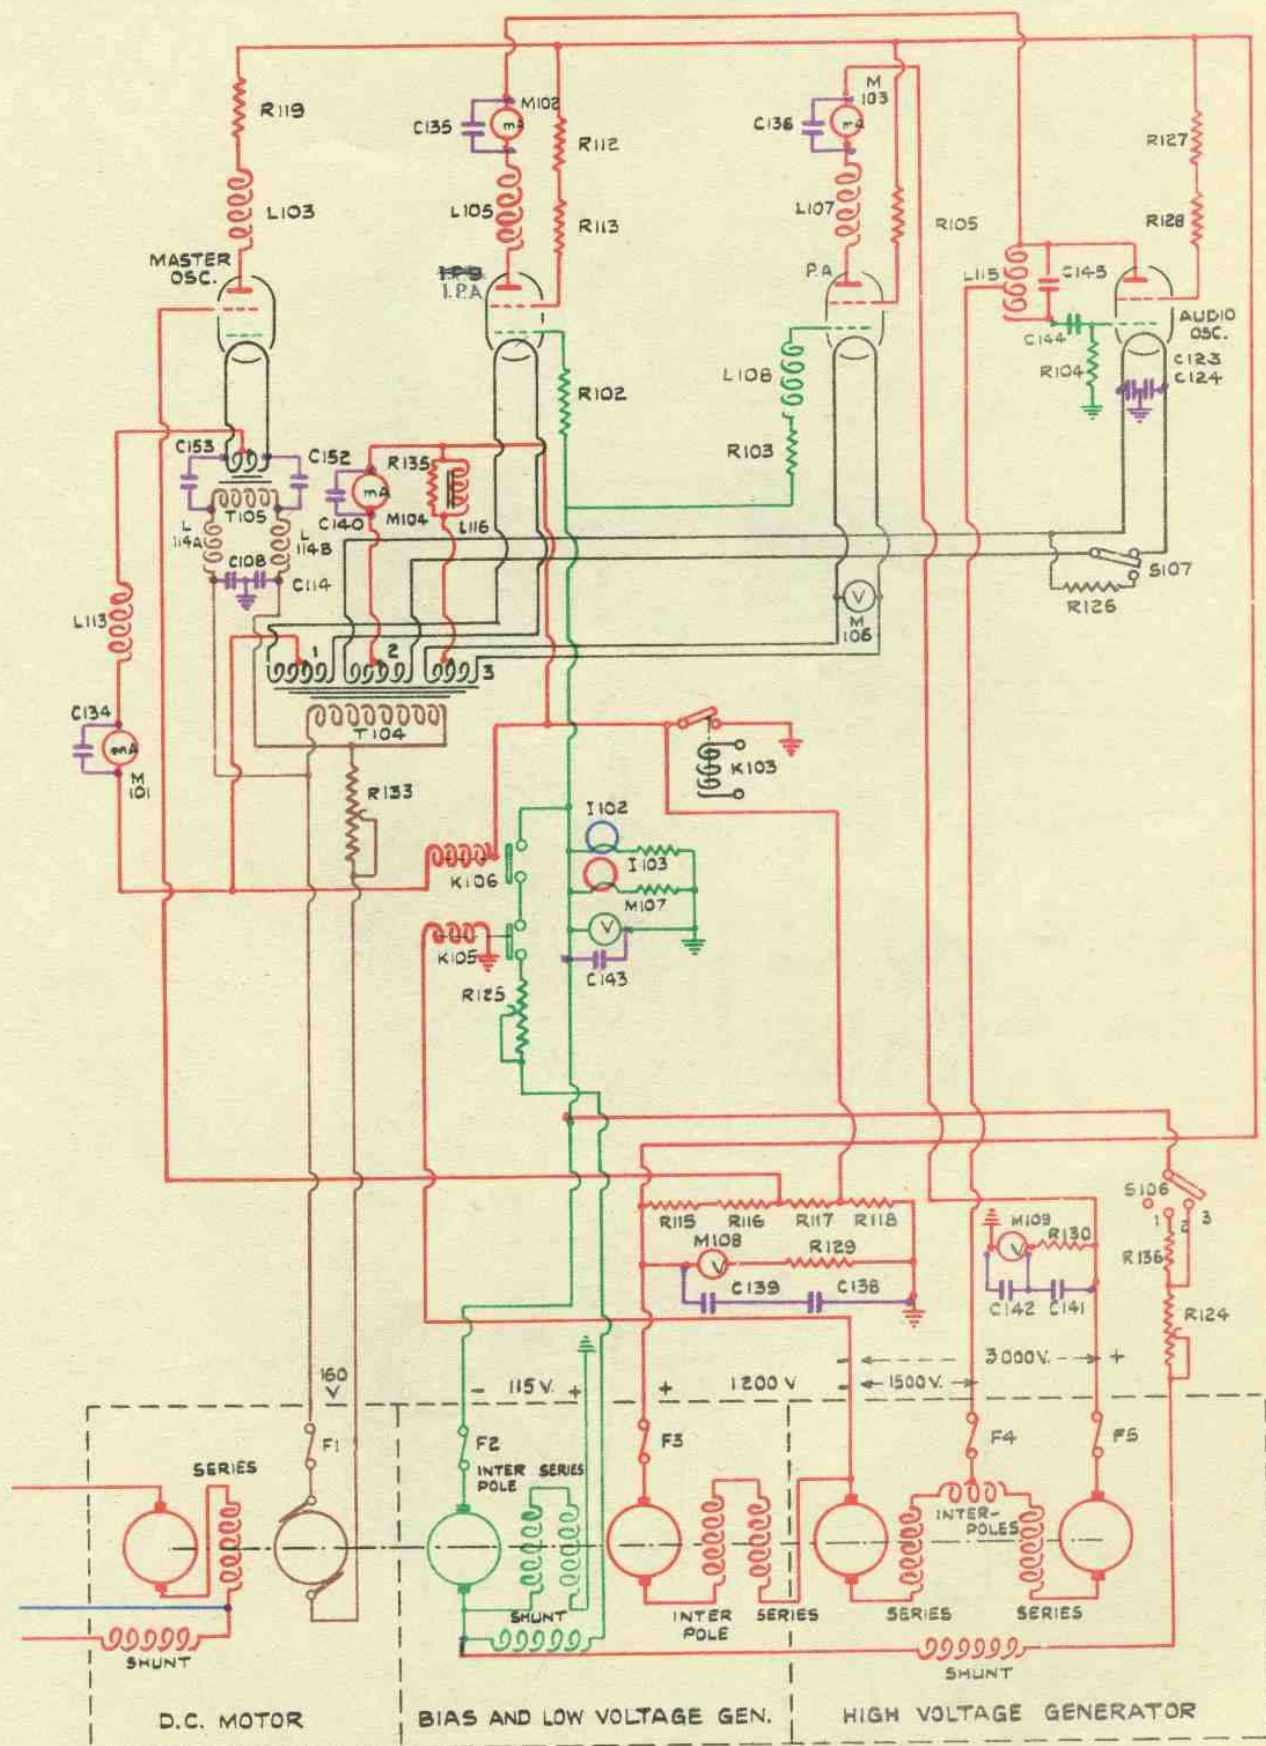 R119
M102
C135
mA
R112
M
103
C136
mA
R127
L103
L105
R113
L107
R105
R128
MASTER
OSC.
I.P.A
P.A
L115
C145
AUDIO
OSC.
C144
R104
C123
C124
R102
L108
R103
C153
C152
R135
mA
M104
L116
T105
C140
L
114A
L
114B
C108
C114
S107
R126
V
M
106
L113
1
2
3
C134
mA
M
101
T104
K103
R133
I102
I103
K106
M107
K105
V
C143
R125
S106
1
2
3
R115
R116
R117
R118
M108
V
R129
M109
V
R130
R136
C139
C138
C142
C141
R124
3000V. +
160
V
- 115V. +
+ 1200V -
- 1500V.
F1
F2
F3
F4
F5
SERIES
INTER
POLE
SERIES
INTER-
POLES
SHUNT
INTER
POLE
SERIES
SERIES
SERIES
SHUNT
SHUNT
D.C. MOTOR
BIAS AND LOW VOLTAGE GEN.
HIGH VOLTAGE GENERATOR